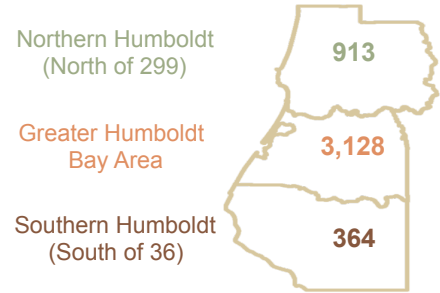 Northern Humboldt
(North of 299)
913
Greater Humboldt
Bay Area
3,128
Southern Humboldt
(South of 36)
364